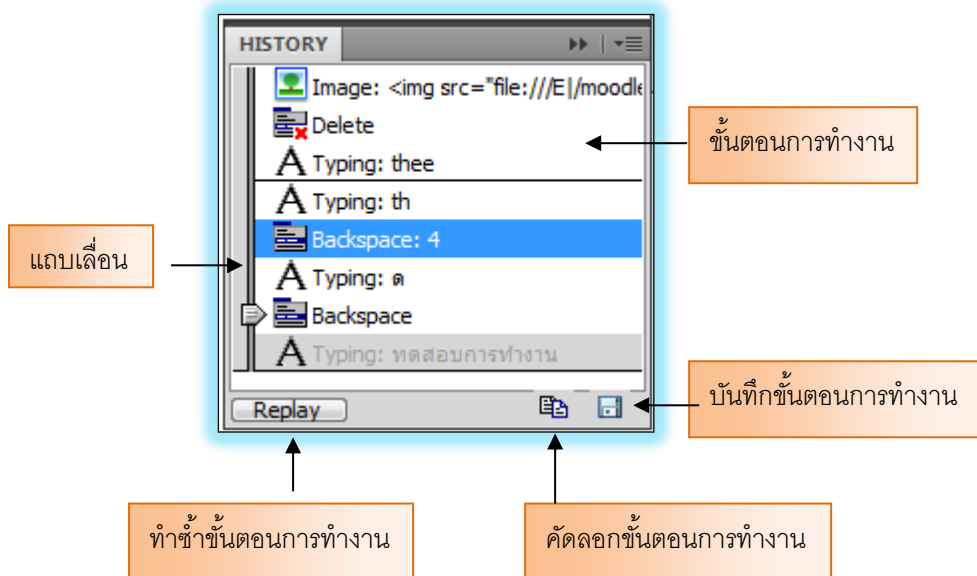 HISTORY
Image: <img src="file:///E|/moodle
Delete
ขั้นตอนการทำงาน
Typing: thee
Typing: th
Backspace: 4
แถบเลื่อน
Typing: ด
Backspace
Typing: ทดสอบการทำงาน
บันทึกขั้นตอนการทำงาน
Replay
ทำซ้ำขั้นตอนการทำงาน
คัดลอกขั้นตอนการทำงาน